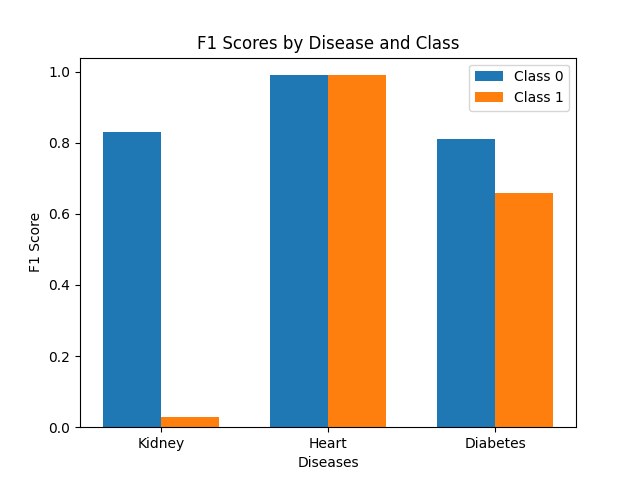 F1 Scores by Disease and Class
Class 0
Class 1
1.0
0.8
0.6
0.4
0.2
0.0
F1 Score
Kidney
Heart
Diabetes
Diseases